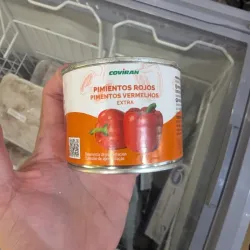 COVIRAN
PIMIENTOS ROJOS
PIMENTOS VERMELHOS
EXTRA